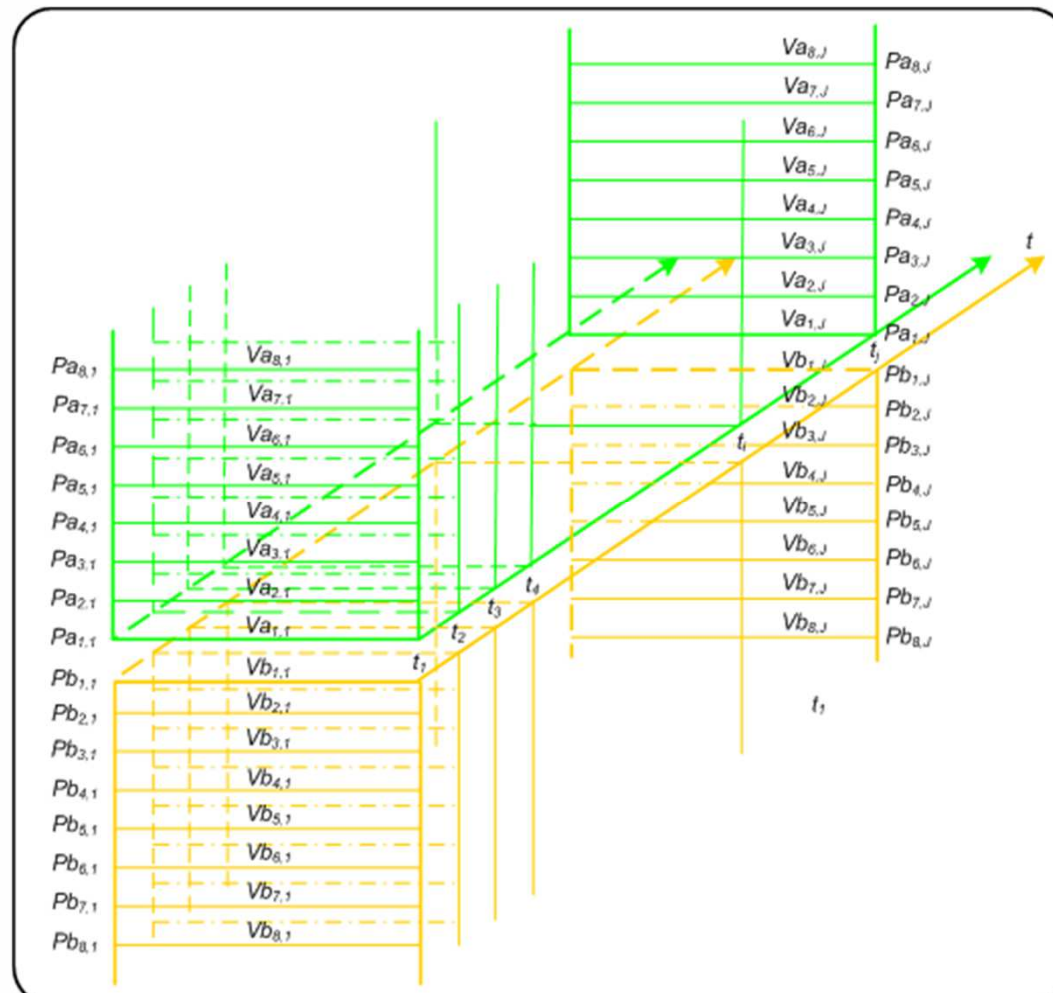 Va8,J Pa8,J
Va7,J Pa7,J
Va6,J Pa6,J
Va5,J Pa5,J
Va4,J Pa4,J
Va3,J Pa3,J
t
Va2,J Pa2,J
Va1,J Pa1,J
tj
Vb1,J Pb1,J
Vb2,J Pb2,J
Vb3,J Pb3,J
Vb4,J Pb4,J
Vb5,J Pb5,J
Vb6,J Pb6,J
Vb7,J Pb7,J
Vb8,J Pb8,J
ti
t4
t3
t2
t1
t1
Pa8,1 Va8,1
Pa7,1 Va7,1
Pa6,1 Va6,1
Pa5,1 Va5,1
Pa4,1 Va4,1
Pa3,1 Va3,1
Pa2,1 Va2,1
Pa1,1 Va1,1
Pb1,1 Vb1,1
Pb2,1 Vb2,1
Pb3,1 Vb3,1
Pb4,1 Vb4,1
Pb5,1 Vb5,1
Pb6,1 Vb6,1
Pb7,1 Vb7,1
Pb8,1 Vb8,1